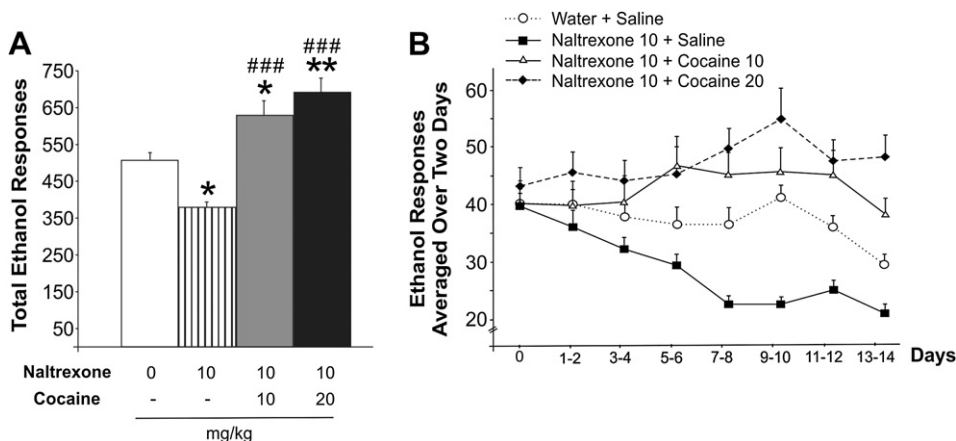 A
Total Ethanol Responses
750
650
550
450
350
250
150
50
*
###
*
###
**
Naltrexone 0 10 10 10
Cocaine - - 10 20
mg/kg
B
Water + Saline
Naltrexone 10 + Saline
Naltrexone 10 + Cocaine 10
Naltrexone 10 + Cocaine 20
Ethanol Responses
Averaged Over Two Days
60
50
40
30
20
0 1-2 3-4 5-6 7-8 9-10 11-12 13-14 Days